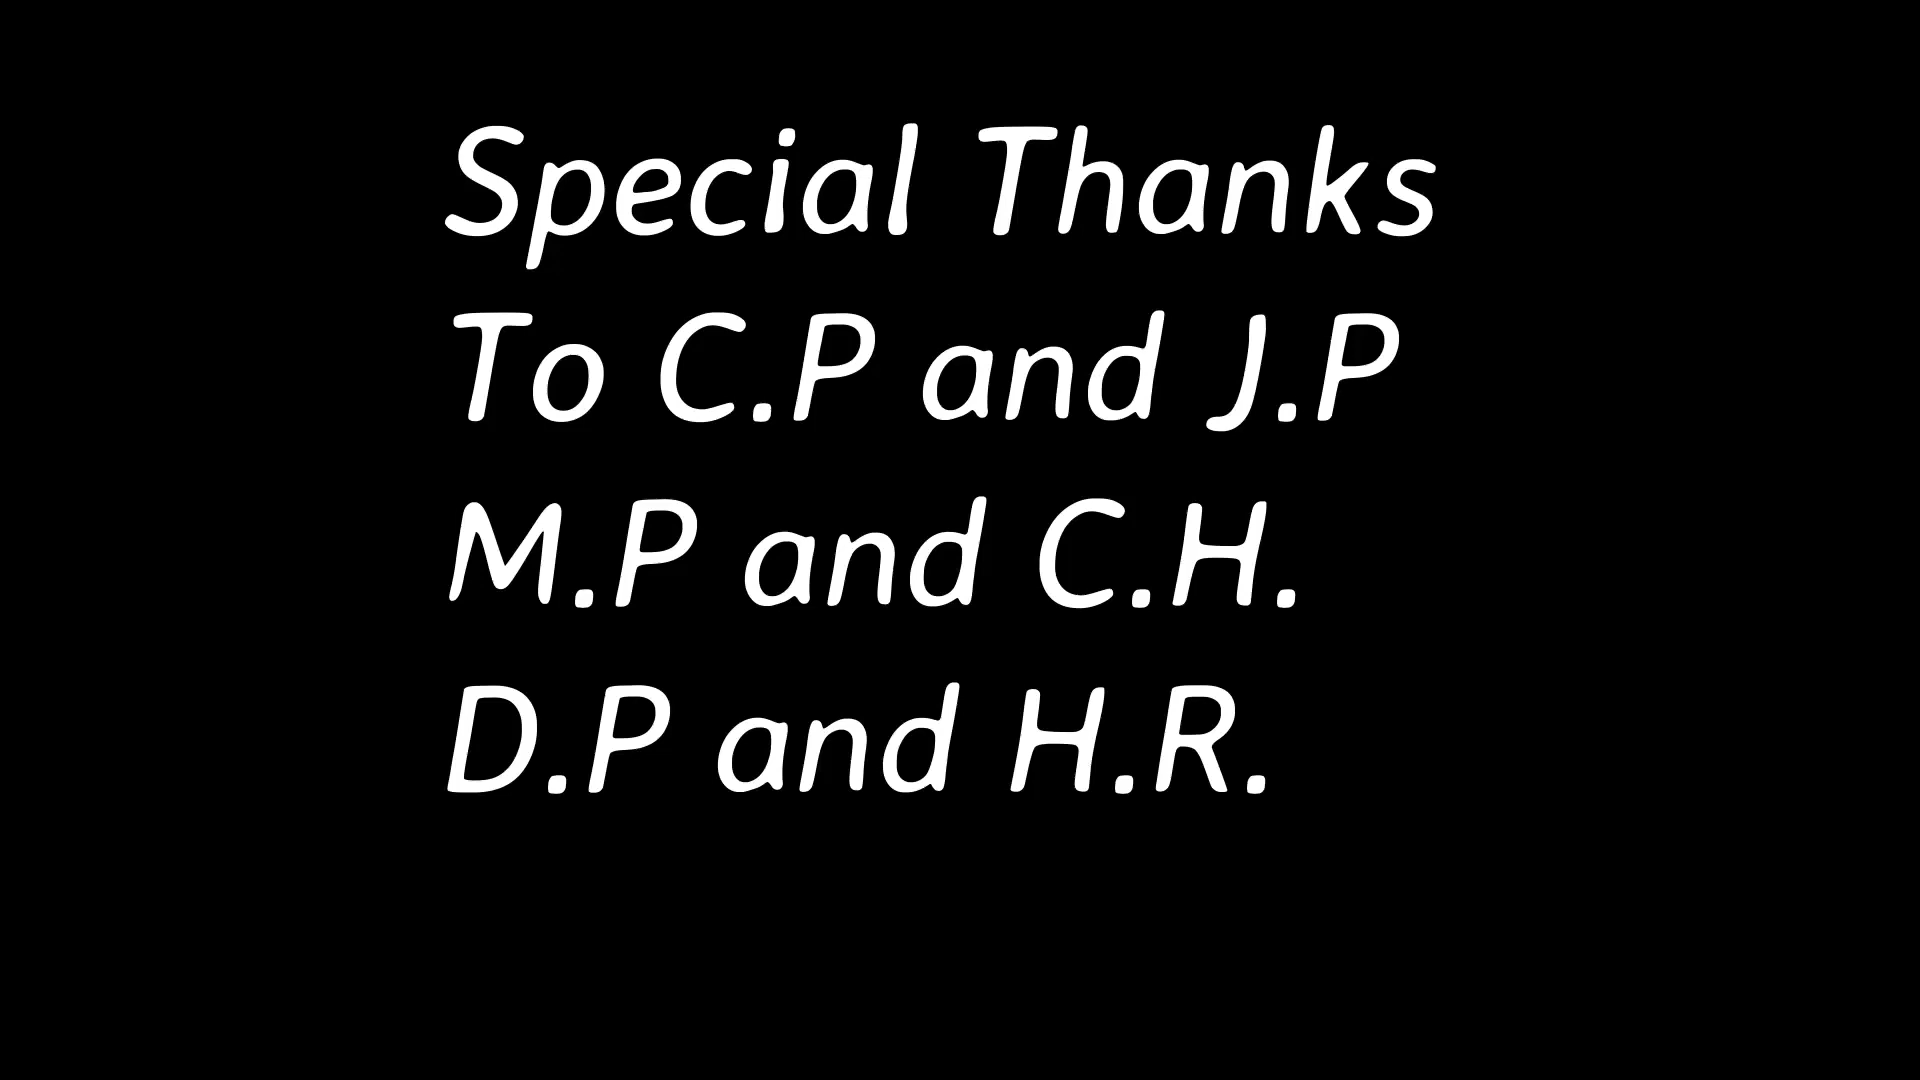 Special Thanks
To C.P and J.P
M.P and C.H.
D.P and H.R.